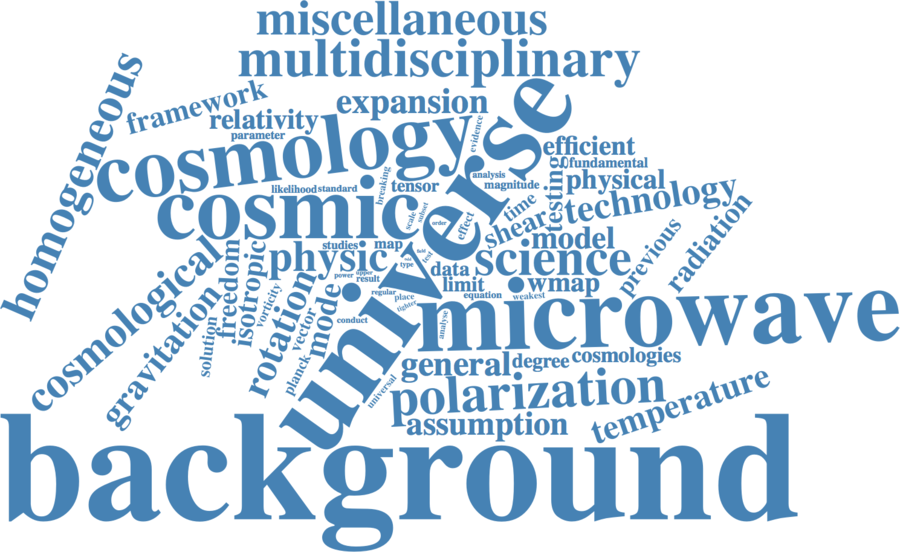 miscellaneous
multidisciplinary
homogeneous
framework
expansion
relativity
parameter
evidence
cosmology
universe
efficient
fundamental
testing
physical
analysis
magnitude
likelihood
standard
breaking
tensor
cosmic
scale
subset
order
effect
time
shear
technology
radiation
previous
model
studies
map
physic
field
test
type
data
science
cosmological
freedom
isotropic
vorticity
power
upper
result
limit
wmap
gravitation
solution
rotation
vector
mode
planck
regular
place
tighter
equation
weakest
conduct
analyse
microwave
general
degree
cosmologies
universal
polarization
assumption
temperature
background